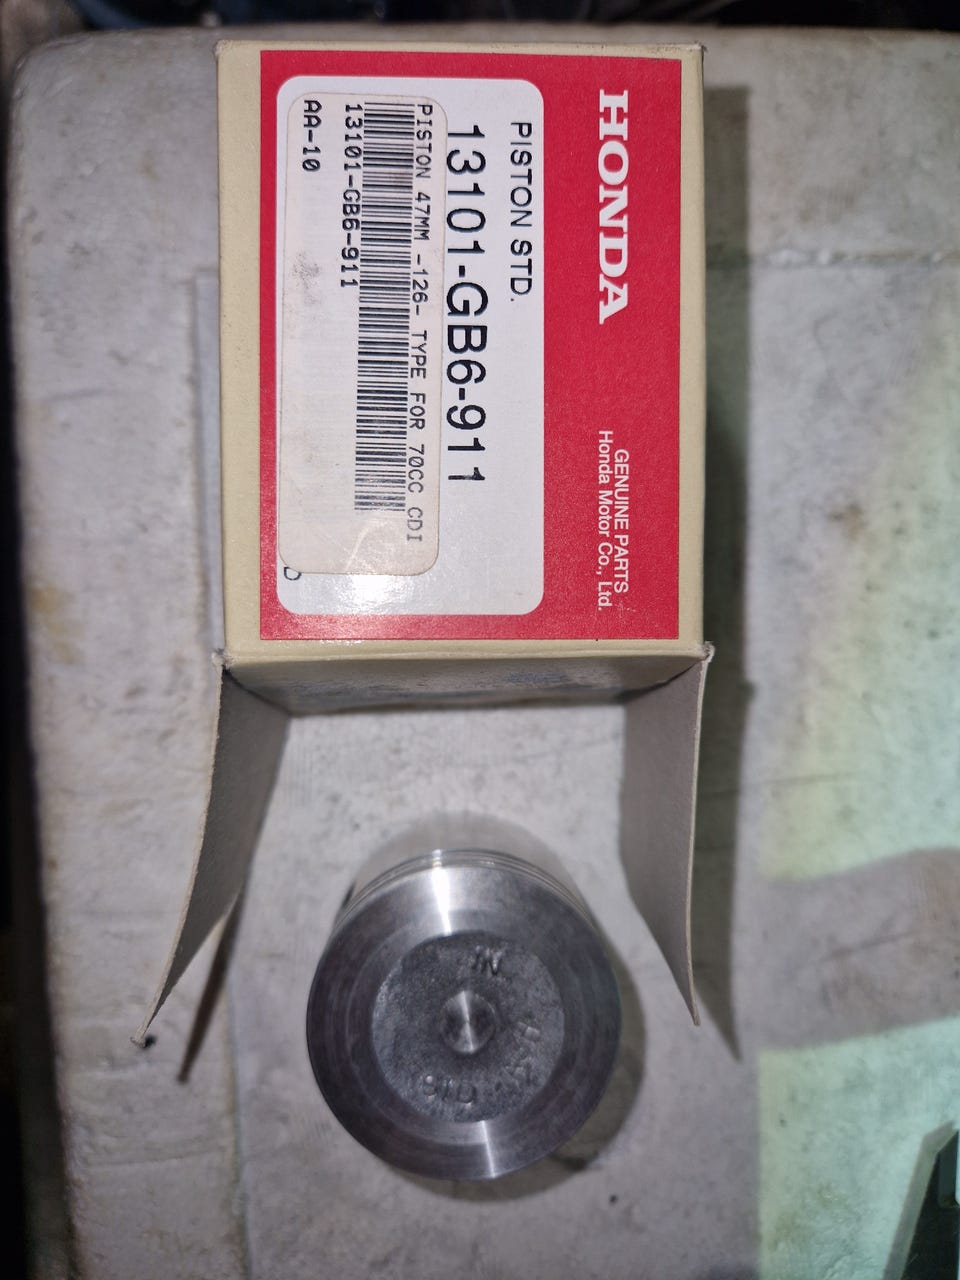 HONDA
GENUINE PARTS
Honda Motor Co., Ltd.
PISTON STD.
13101-GB6-911
PISTON 47MM -126- TYPE FOR 70CC CDI
13101-GB6-911
AA-10
D
IN